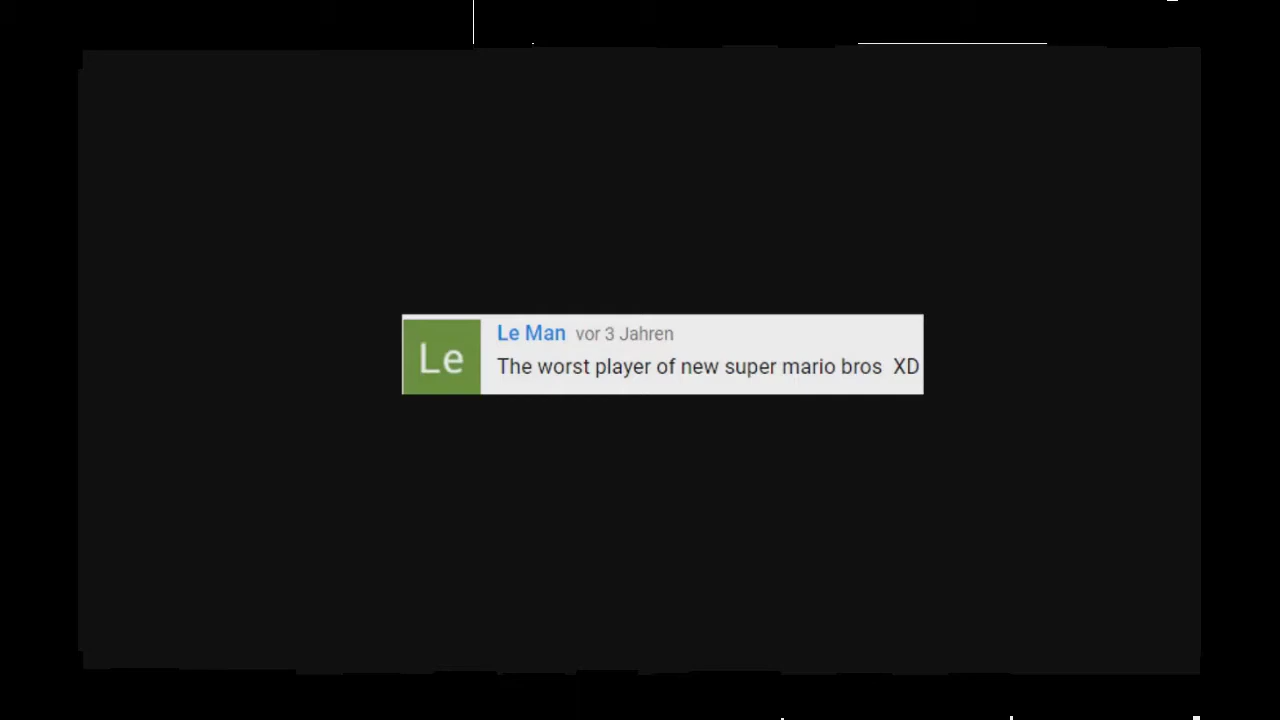 Le
Le Man vor 3 Jahren
The worst player of new super mario bros  XD